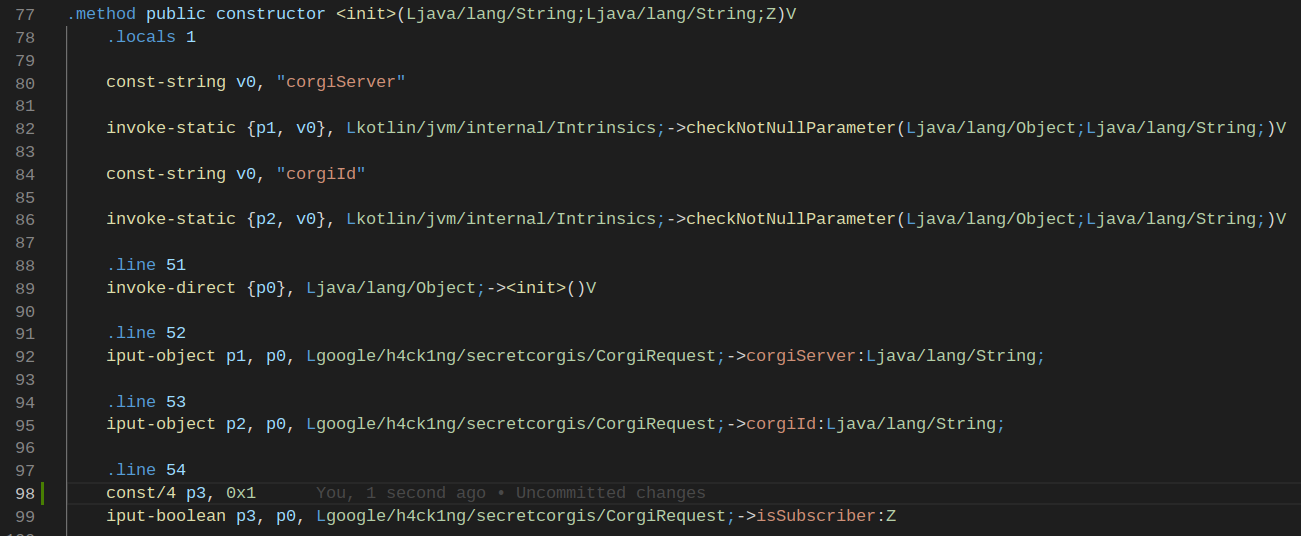 77 .method public constructor <init>(Ljava/lang/String;Ljava/lang/String;Z)V
78 .locals 1
79
80 const-string v0, "corgiServer"
81
82 invoke-static {p1, v0}, Lkotlin/jvm/internal/Intrinsics;->checkNotNullParameter(Ljava/lang/Object;Ljava/lang/String;)V
83
84 const-string v0, "corgiId"
85
86 invoke-static {p2, v0}, Lkotlin/jvm/internal/Intrinsics;->checkNotNullParameter(Ljava/lang/Object;Ljava/lang/String;)V
87
88 .line 51
89 invoke-direct {p0}, Ljava/lang/Object;-><init>()V
90
91 .line 52
92 iput-object p1, p0, Lgoogle/h4ck1ng/secretcorgis/CorgiRequest;->corgiServer:Ljava/lang/String;
93
94 .line 53
95 iput-object p2, p0, Lgoogle/h4ck1ng/secretcorgis/CorgiRequest;->corgiId:Ljava/lang/String;
96
97 .line 54
98 const/4 p3, 0x1 You, 1 second ago • Uncommitted changes
99 iput-boolean p3, p0, Lgoogle/h4ck1ng/secretcorgis/CorgiRequest;->isSubscriber:Z